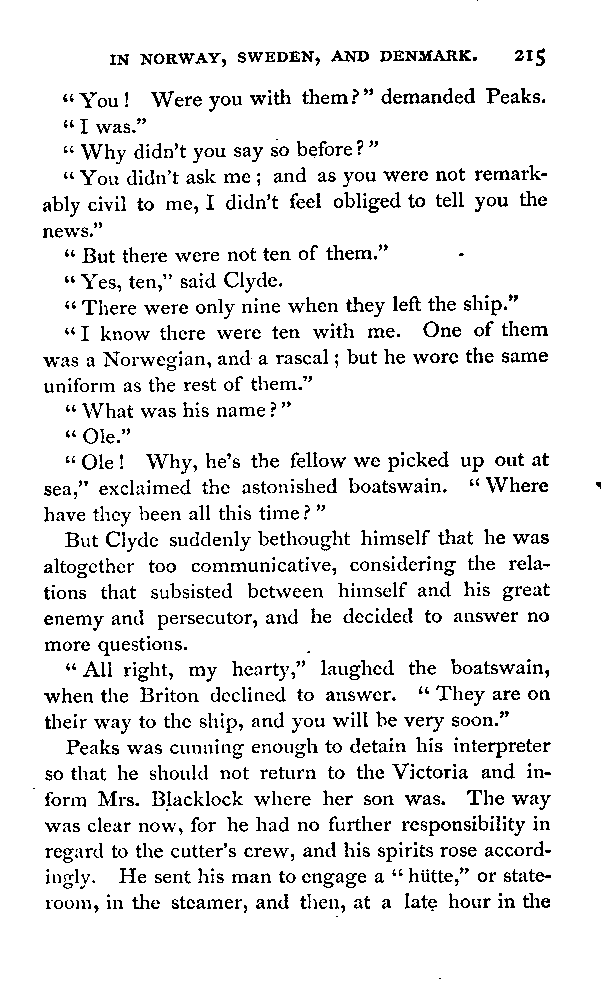 IN NORWAY, SWEDEN, AND DENMARK. 215
“ You ! Were you with them ? ” demanded Peaks.
“ I was.”
“ Why didn’t you say so before ? ”
“ You didn’t ask me ; and as you were not remark-
ably civil to me, I didn’t feel obliged to tell you the
news.”
“ But there were not ten of them.”
“ Yes, ten,” said Clyde.
“ There were only nine when they left the ship.”
“ I know there were ten with me. One of them
was a Norwegian, and a rascal ; but he wore the same
uniform as the rest of them.”
“ What was his name ? ”
“ Ole.”
“ Ole ! Why, he’s the fellow we picked up out at
sea,” exclaimed the astonished boatswain. “ Where
have they been all this time ? ”
But Clyde suddenly bethought himself that he was
altogether too communicative, considering the rela-
tions that subsisted between himself and his great
enemy and persecutor, and he decided to answer no
more questions.
“ All right, my hearty,” laughed the boatswain,
when the Briton declined to answer. “ They are on
their way to the ship, and you will be very soon.”
Peaks was cunning enough to detain his interpreter
so that he should not return to the Victoria and in-
form Mrs. Blacklock where her son was. The way
was clear now, for he had no further responsibility in
regard to the cutter’s crew, and his spirits rose accord-
ingly. He sent his man to engage a “ hütte,” or state-
room, in the steamer, and then, at a late hour in the